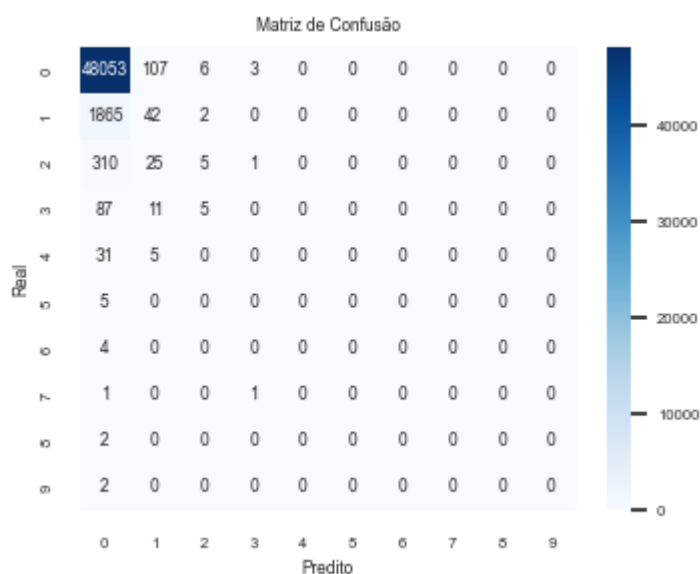 Matriz de Confusão
0 48053 107 6 3 0 0 0 0 0 0
1 1865 42 2 0 0 0 0 0 0 0
2 310 25 5 1 0 0 0 0 0 0
3 87 11 5 0 0 0 0 0 0 0
4 31 5 0 0 0 0 0 0 0 0
5 5 0 0 0 0 0 0 0 0 0
6 4 0 0 0 0 0 0 0 0 0
7 1 0 0 1 0 0 0 0 0 0
8 2 0 0 0 0 0 0 0 0 0
9 2 0 0 0 0 0 0 0 0 0
0 1 2 3 4 5 6 7 8 9
Real
Predito
40000
30000
20000
10000
0